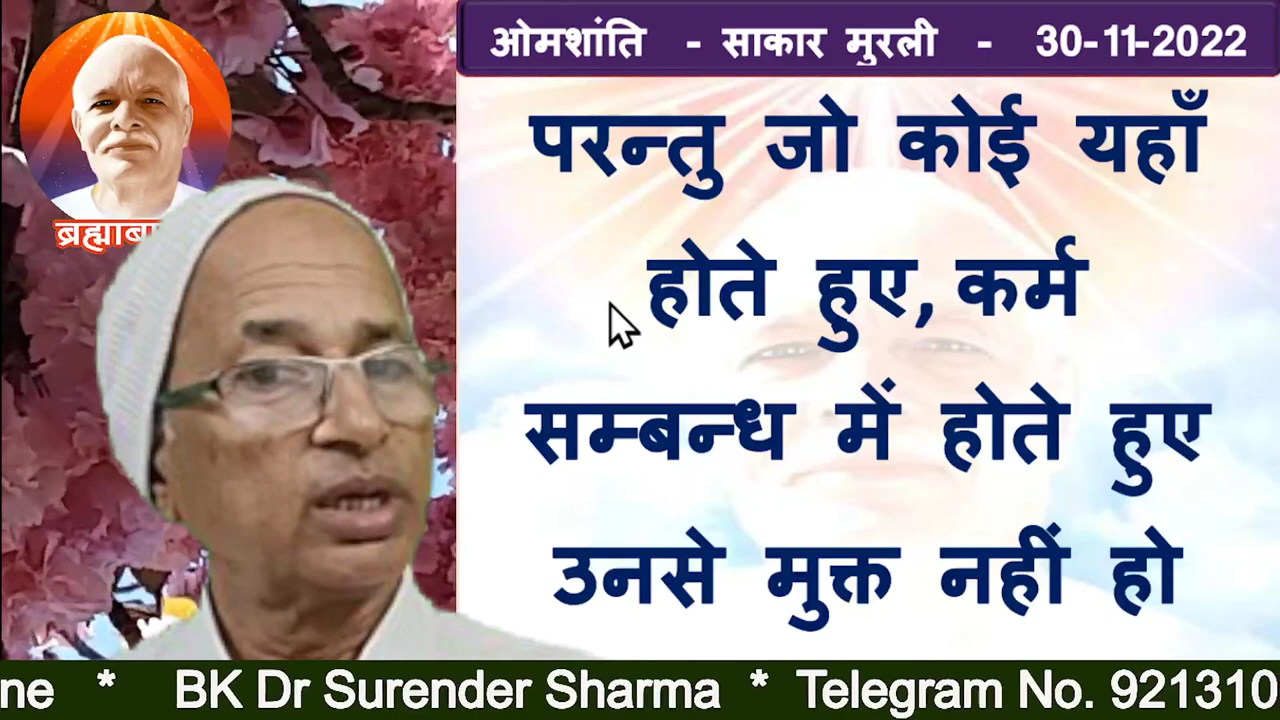 ओमशांति - साकार मुरली - 30-11-2022
परन्तु जो कोई यहाँ
होते हुए, कर्म
सम्बन्ध में होते हुए
उनसे मुक्त नहीं हो
ne * BK Dr Surender Sharma * Telegram No. 921310